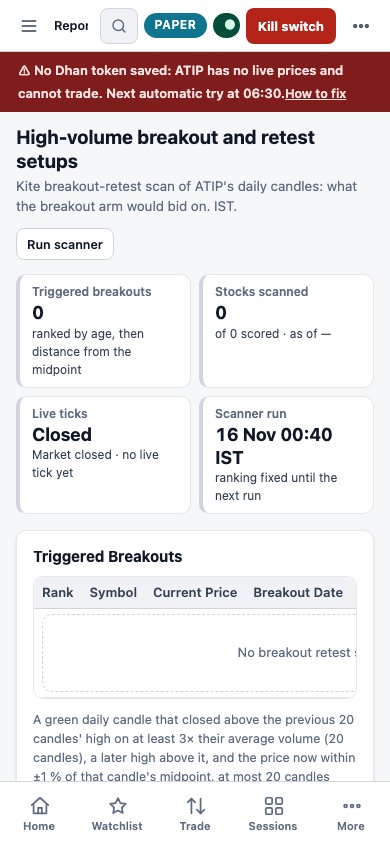 Repor
PAPER
Kill switch
⚠ No Dhan token saved: ATIP has no live prices and
cannot trade. Next automatic try at 06:30.How to fix
High-volume breakout and retest
setups
Kite breakout-retest scan of ATIP's daily candles: what
the breakout arm would bid on. IST.
Run scanner
Triggered breakouts
0
ranked by age, then
distance from the
midpoint
Stocks scanned
0
of 0 scored · as of —
Live ticks
Closed
Market closed · no live
tick yet
Scanner run
16 Nov 00:40
IST
ranking fixed until the
next run
Triggered Breakouts
Rank Symbol Current Price Breakout Date
No breakout retest
A green daily candle that closed above the previous 20
candles' high on at least 3× their average volume (20
candles), a later high above it, and the price now within
±1 % of that candle's midpoint, at most 20 candles
Home Watchlist Trade Sessions More